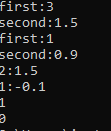 first:3
second:1.5
first:1
second:0.9
2:1.5
1:-0.1
1
0